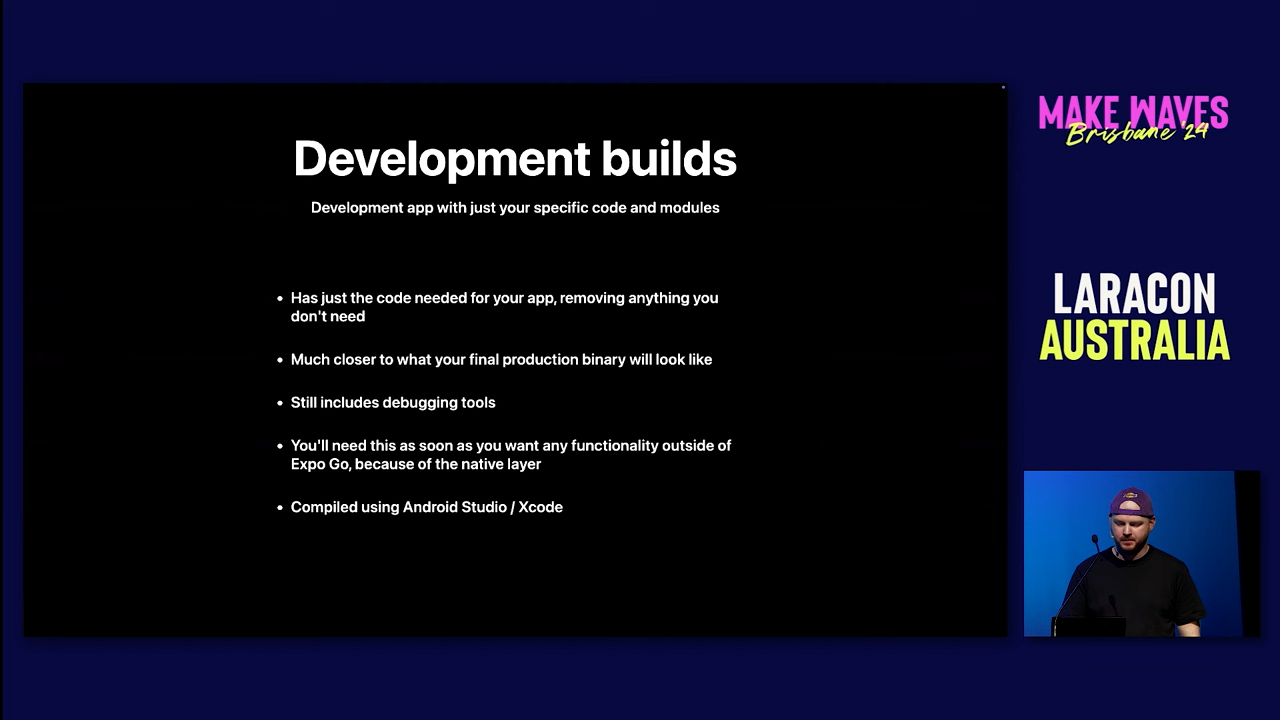 Development builds
Development app with just your specific code and modules
• Has just the code needed for your app, removing anything you
don't need
• Much closer to what your final production binary will look like
• Still includes debugging tools
• You'll need this as soon as you want any functionality outside of
Expo Go, because of the native layer
• Compiled using Android Studio / Xcode
MAKE WAVES
Brisbane '24
LARACON
AUSTRALIA